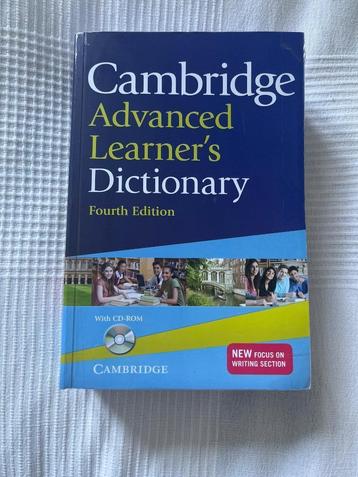 Cambridge
Advanced
Learner's
Dictionary
Fourth Edition
With CD-ROM
CAMBRIDGE
NEW FOCUS ON
WRITING SECTION